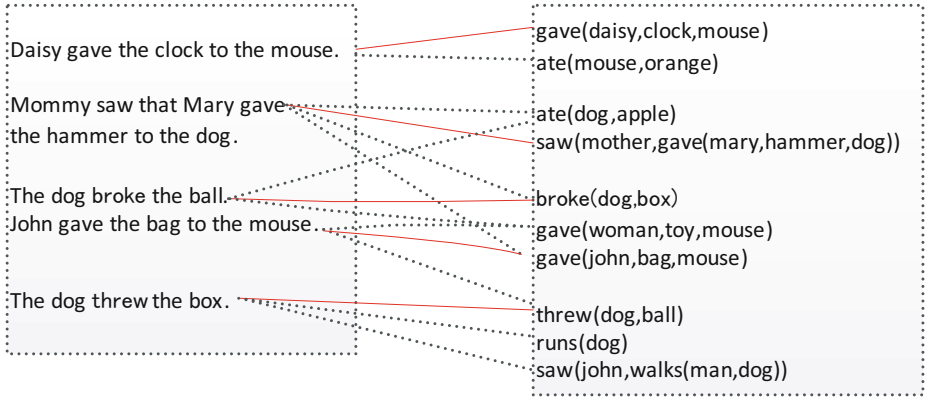 Daisy gave the clock to the mouse.
Mommy saw that Mary gave
the hammer to the dog.
The dog broke the ball.
John gave the bag to the mouse.
The dog threw the box.
gave(daisy,clock,mouse)
ate(mouse,orange)
ate(dog,apple)
saw(mother,gave(mary,hammer,dog))
broke(dog,box)
gave(woman,toy,mouse)
gave(john,bag,mouse)
threw(dog,ball)
runs(dog)
saw(john,walks(man,dog))